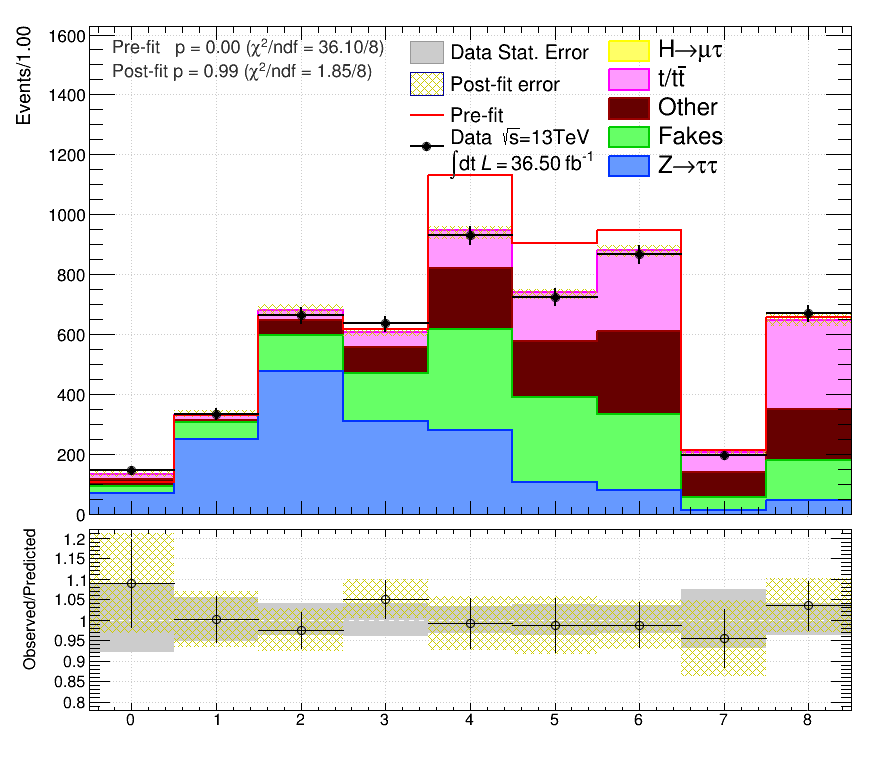 Events/1.00
1600
1400
1200
1000
800
600
400
200
0
Pre-fit p = 0.00 (χ²/ndf = 36.10/8)
Post-fit p = 0.99 (χ²/ndf = 1.85/8)
Data Stat. Error
Post-fit error
Pre-fit
Data √s=13TeV
∫dt L = 36.50 fb⁻¹
H→μτ
t/tt̄
Other
Fakes
Z→ττ
Observed/Predicted
1.2
1.15
1.1
1.05
1
0.95
0.9
0.85
0.8
0 1 2 3 4 5 6 7 8